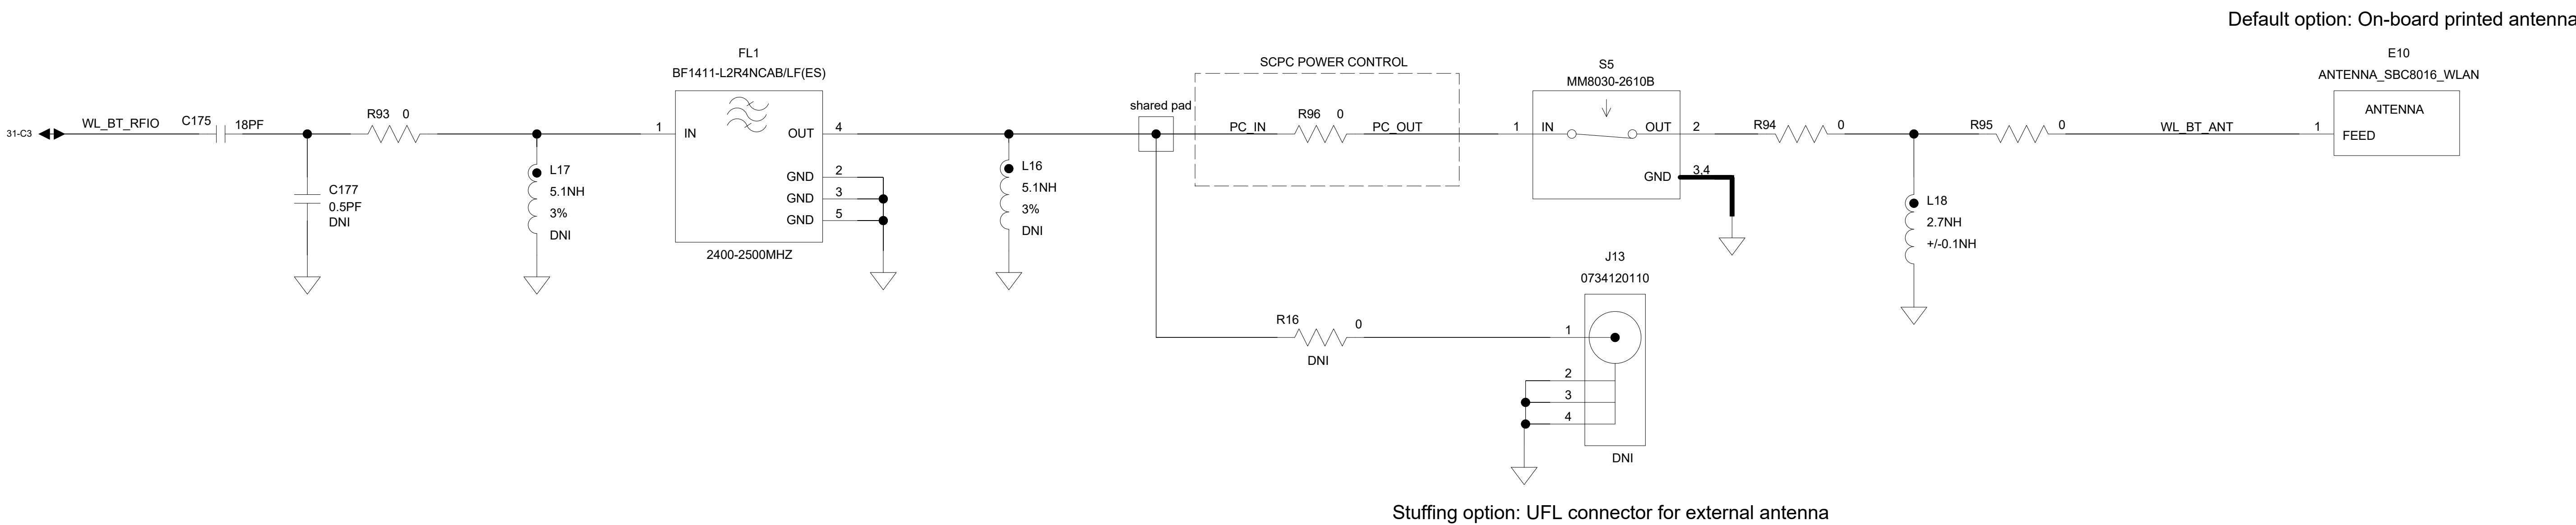 Default option: On-board printed antenna
FL1
BF1411-L2R4NCAB/LF(ES)
E10
ANTENNA_SBC8016_WLAN
SCPC POWER CONTROL
S5
MM8030-2610B
31-C3
WL_BT_RFIO
C175
18PF
R93 0
1
IN
OUT
4
GND
2
GND
3
GND
5
2400-2500MHZ
shared pad
PC_IN
R96 0
PC_OUT
1
IN
OUT
2
GND
3,4
R94
0
R95
0
WL_BT_ANT
1
ANTENNA
FEED
C177
0.5PF
DNI
L17
5.1NH
3%
DNI
L16
5.1NH
3%
DNI
L18
2.7NH
+/-0.1NH
J13
0734120110
R16
0
DNI
1
2
3
4
DNI
Stuffing option: UFL connector for external antenna